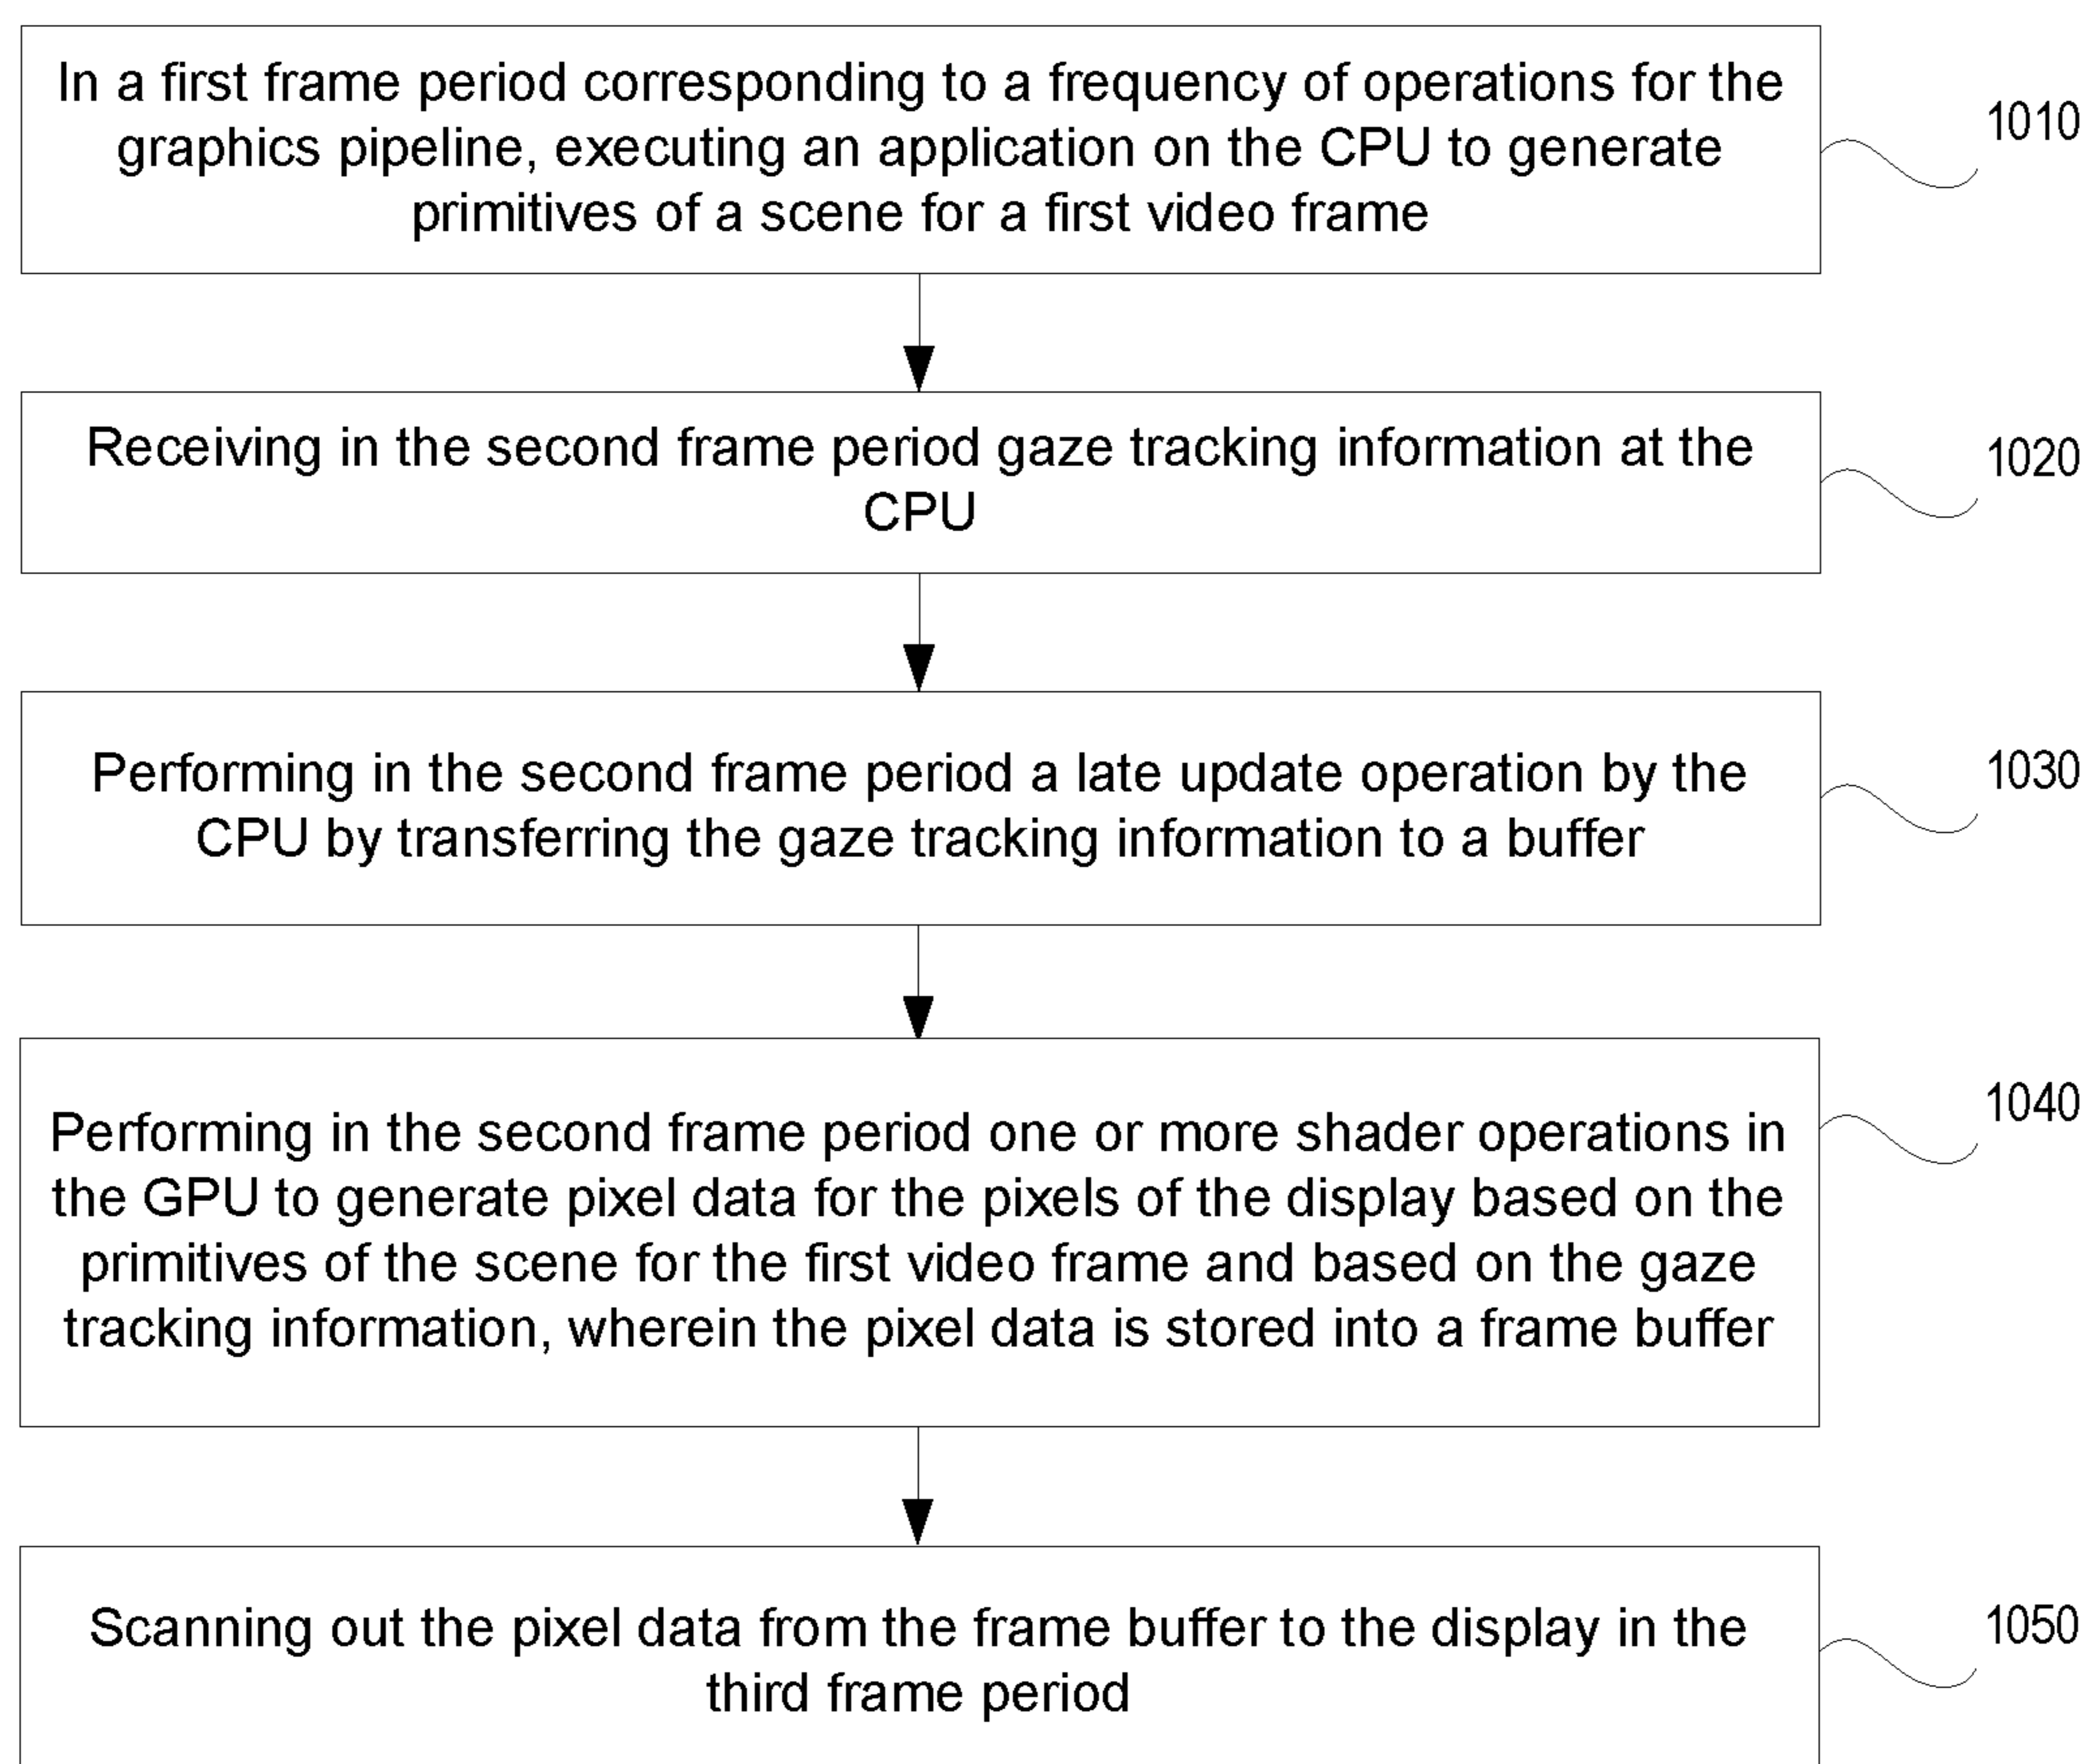 In a first frame period corresponding to a frequency of operations for the
graphics pipeline, executing an application on the CPU to generate
primitives of a scene for a first video frame
1010
Receiving in the second frame period gaze tracking information at the
CPU
1020
Performing in the second frame period a late update operation by the
CPU by transferring the gaze tracking information to a buffer
1030
Performing in the second frame period one or more shader operations in
the GPU to generate pixel data for the pixels of the display based on the
primitives of the scene for the first video frame and based on the gaze
tracking information, wherein the pixel data is stored into a frame buffer
1040
Scanning out the pixel data from the frame buffer to the display in the
third frame period
1050